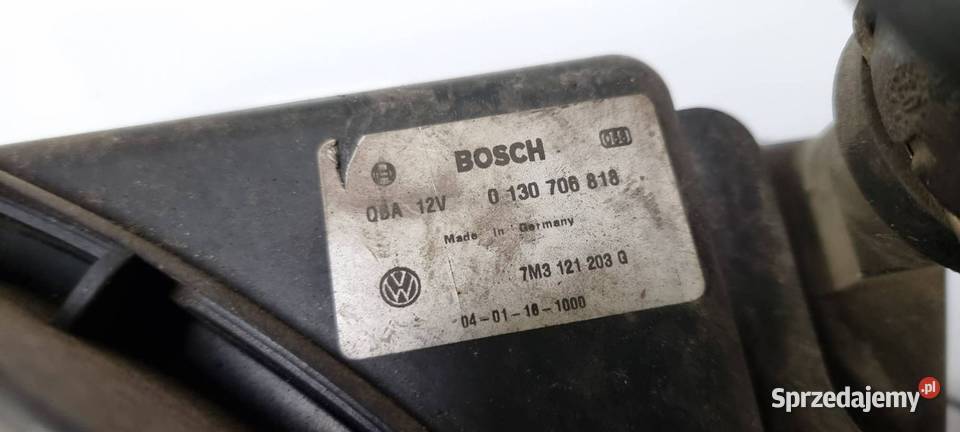 BOSCH
QBA 12V 0 130 706 818
Made in Germany
7M3 121 203 G
04-01-16-1000
Sprzedajemy.pl